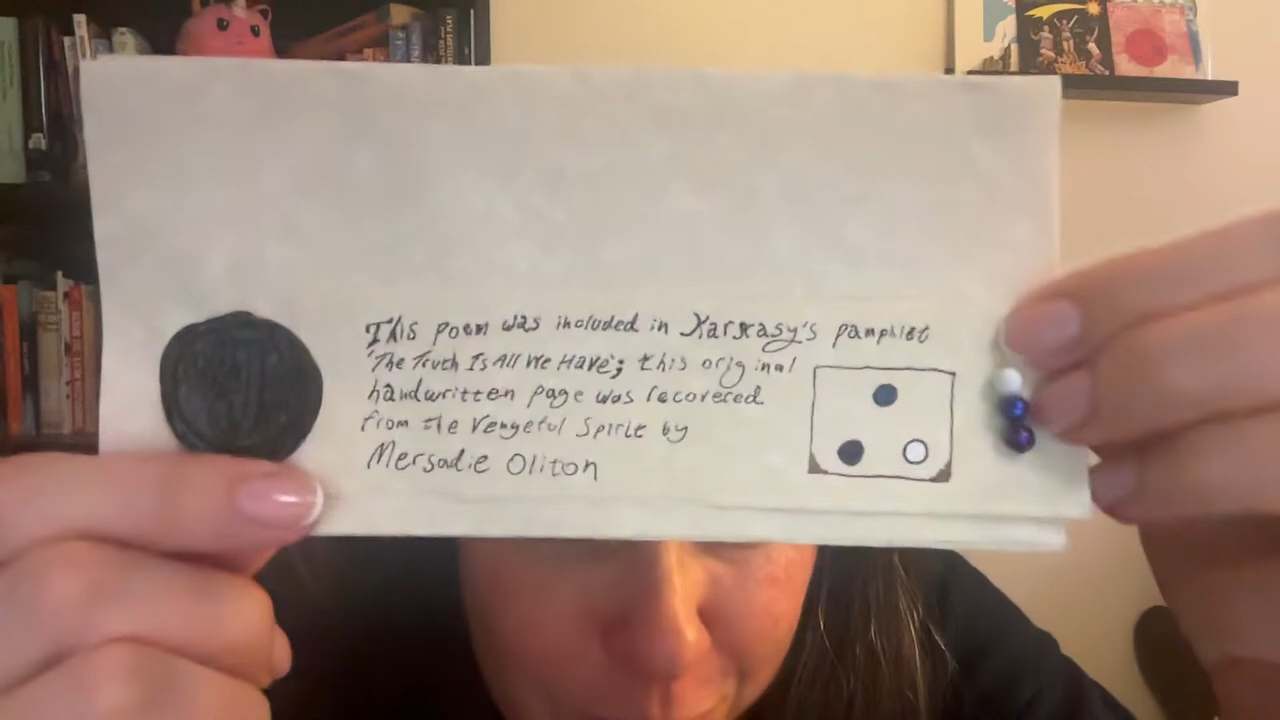 This poem was included in Karkasy's pamphlet
'The Truth Is All We Have'; this original
handwritten page was recovered
from the Vengeful Spirit by
Mersadie Oliton